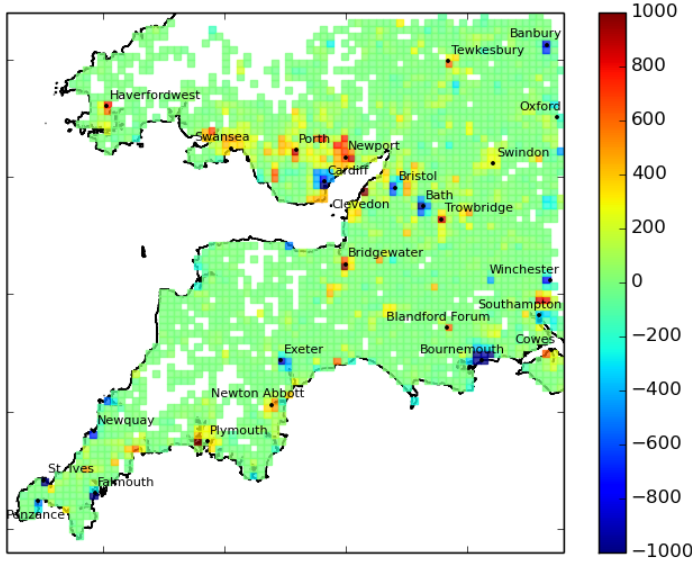 Banbury
Tewkesbury
Haverfordwest
Oxford
Swansea
Porth
Newport
Swindon
Cardiff
Bristol
Bath
Clevedon
Trowbridge
Bridgewater
Winchester
Southampton
Blandford Forum
Cowes
Bournemouth
Exeter
Newton Abbott
Newquay
Plymouth
St Ives
Falmouth
Penzance
1000
800
600
400
200
0
−200
−400
−600
−800
−1000